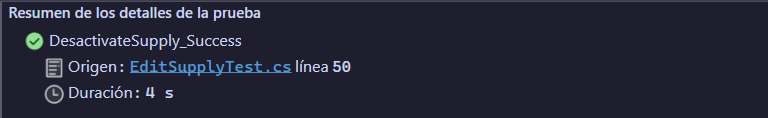 Resumen de los detalles de la prueba
DesactivateSupply_Success
Origen: EditSupplyTest.cs línea 50
Duración: 4 s